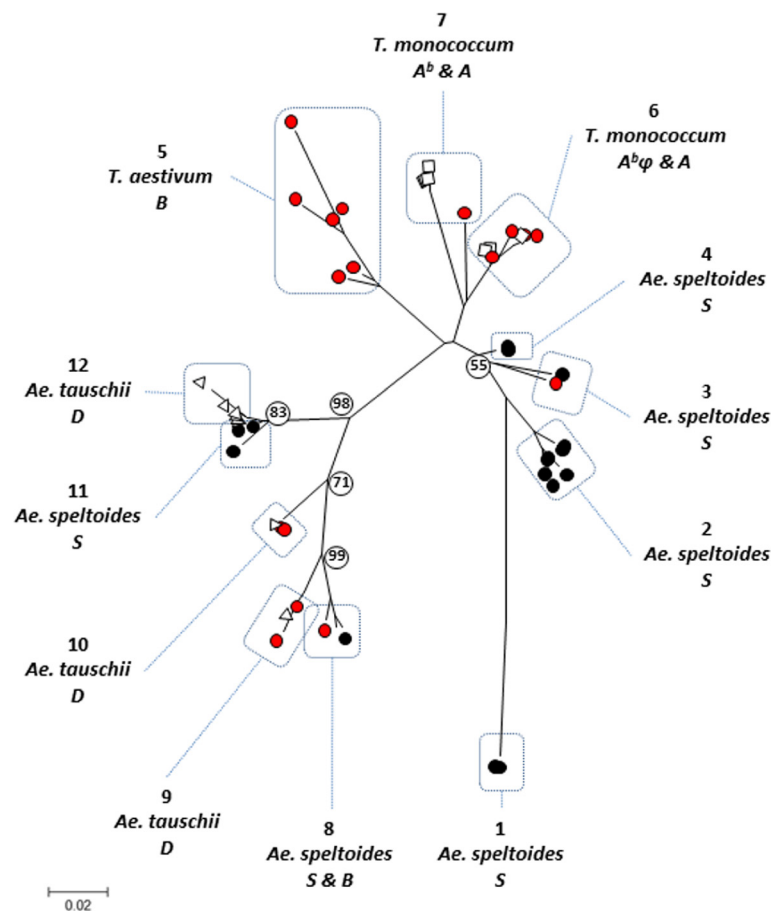 7
T. monococcum
Aᵇ & A
6
T. monococcum
Aᵇφ & A
5
T. aestivum
B
4
Ae. speltoides
S
55
3
Ae. speltoides
S
12
Ae. tauschii
D
83
98
11
Ae. speltoides
S
71
2
Ae. speltoides
S
99
10
Ae. tauschii
D
9
Ae. tauschii
D
8
Ae. speltoides
S & B
1
Ae. speltoides
S
0.02